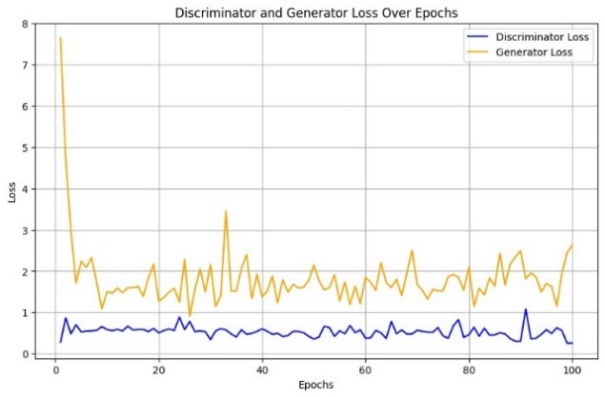 Discriminator and Generator Loss Over Epochs
Discriminator Loss
Generator Loss
8
7
6
5
4
3
2
1
0
Loss
0 20 40 60 80 100
Epochs